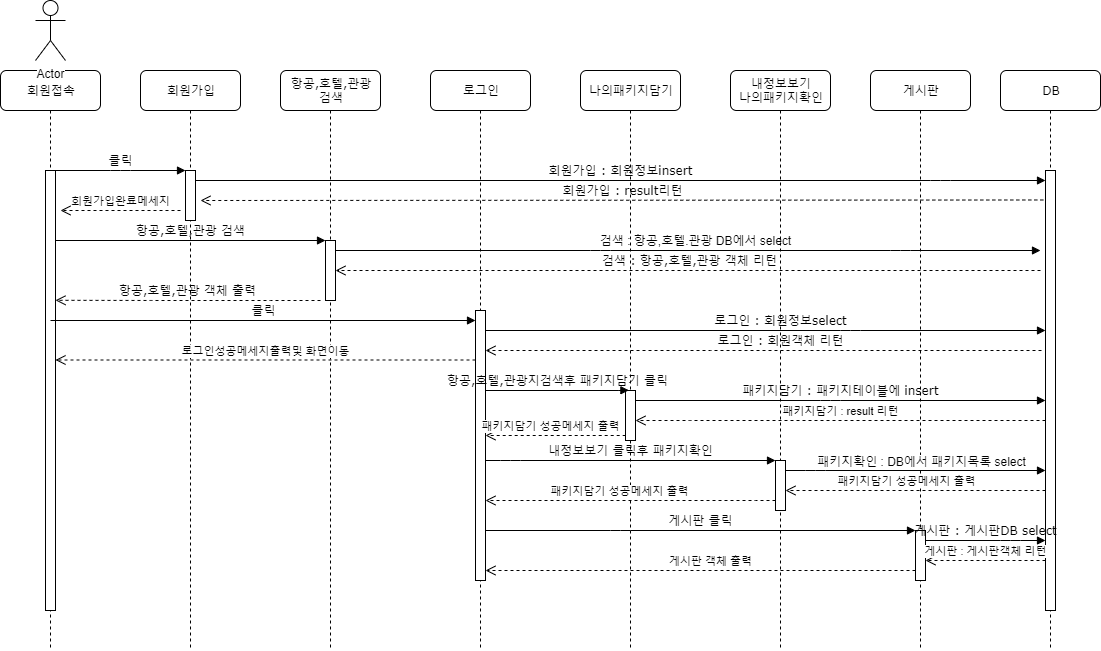 Actor
회원접속
회원가입
항공,호텔,관광
검색
로그인
나의패키지담기
내정보보기
나의패키지확인
게시판
DB
클릭
회원가입 : 회원정보insert
회원가입 : result리턴
회원가입완료메세지
항공,호텔,관광 검색
검색 : 항공,호텔.관광 DB에서 select
검색 : 항공,호텔,관광 객체 리턴
항공,호텔,관광 객체 출력
클릭
로그인 : 회원정보select
로그인 : 회원객체 리턴
로그인성공메세지출력및 화면이동
항공,호텔,관광지검색후 패키지담기 클릭
패키지담기 : 패키지테이블에 insert
패키지담기 : result 리턴
패키지담기 성공메세지 출력
내정보보기 클릭후 패키지확인
패키지확인 : DB에서 패키지목록 select
패키지담기 성공메세지 출력
패키지담기 성공메세지 출력
게시판 클릭
게시판 : 게시판DB select
게시판 : 게시판객체 리턴
게시판 객체 출력